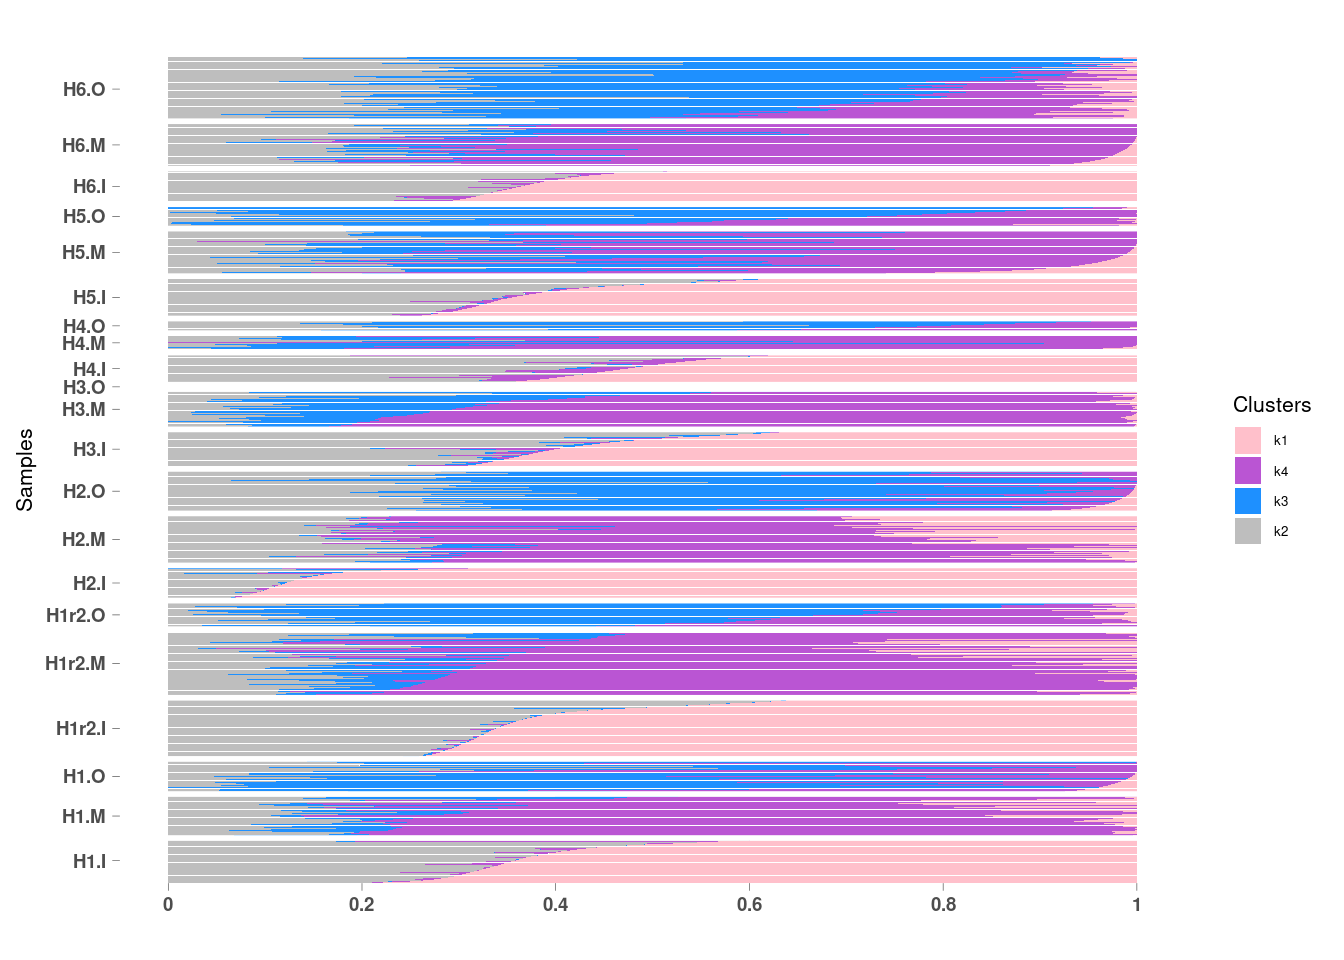 Samples
H6.O
H6.M
H6.I
H5.O
H5.M
H5.I
H4.O
H4.M
H4.I
H3.O
H3.M
H3.I
H2.O
H2.M
H2.I
H1r2.O
H1r2.M
H1r2.I
H1.O
H1.M
H1.I
0 0.2 0.4 0.6 0.8 1
Clusters
k1
k4
k3
k2